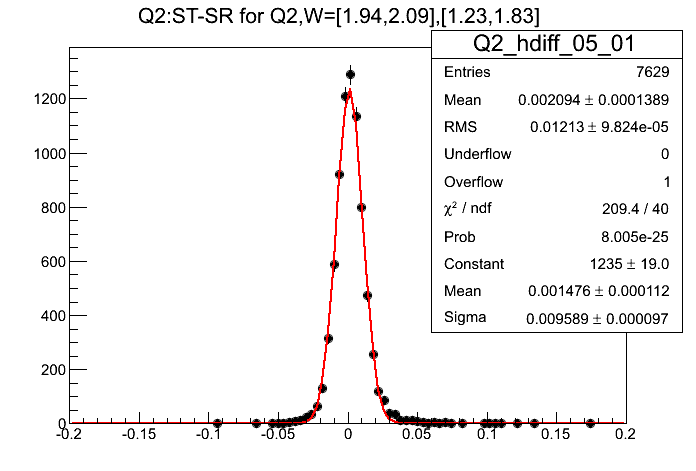 Q2:ST-SR for Q2,W=[1.94,2.09],[1.23,1.83]
Q2_hdiff_05_01
Entries 7629
Mean 0.002094 ± 0.0001389
RMS 0.01213 ± 9.824e-05
Underflow 0
Overflow 1
χ² / ndf 209.4 / 40
Prob 8.005e-25
Constant 1235 ± 19.0
Mean 0.001476 ± 0.000112
Sigma 0.009589 ± 0.000097
1200
1000
800
600
400
200
0
-0.2 -0.15 -0.1 -0.05 0 0.05 0.1 0.15 0.2